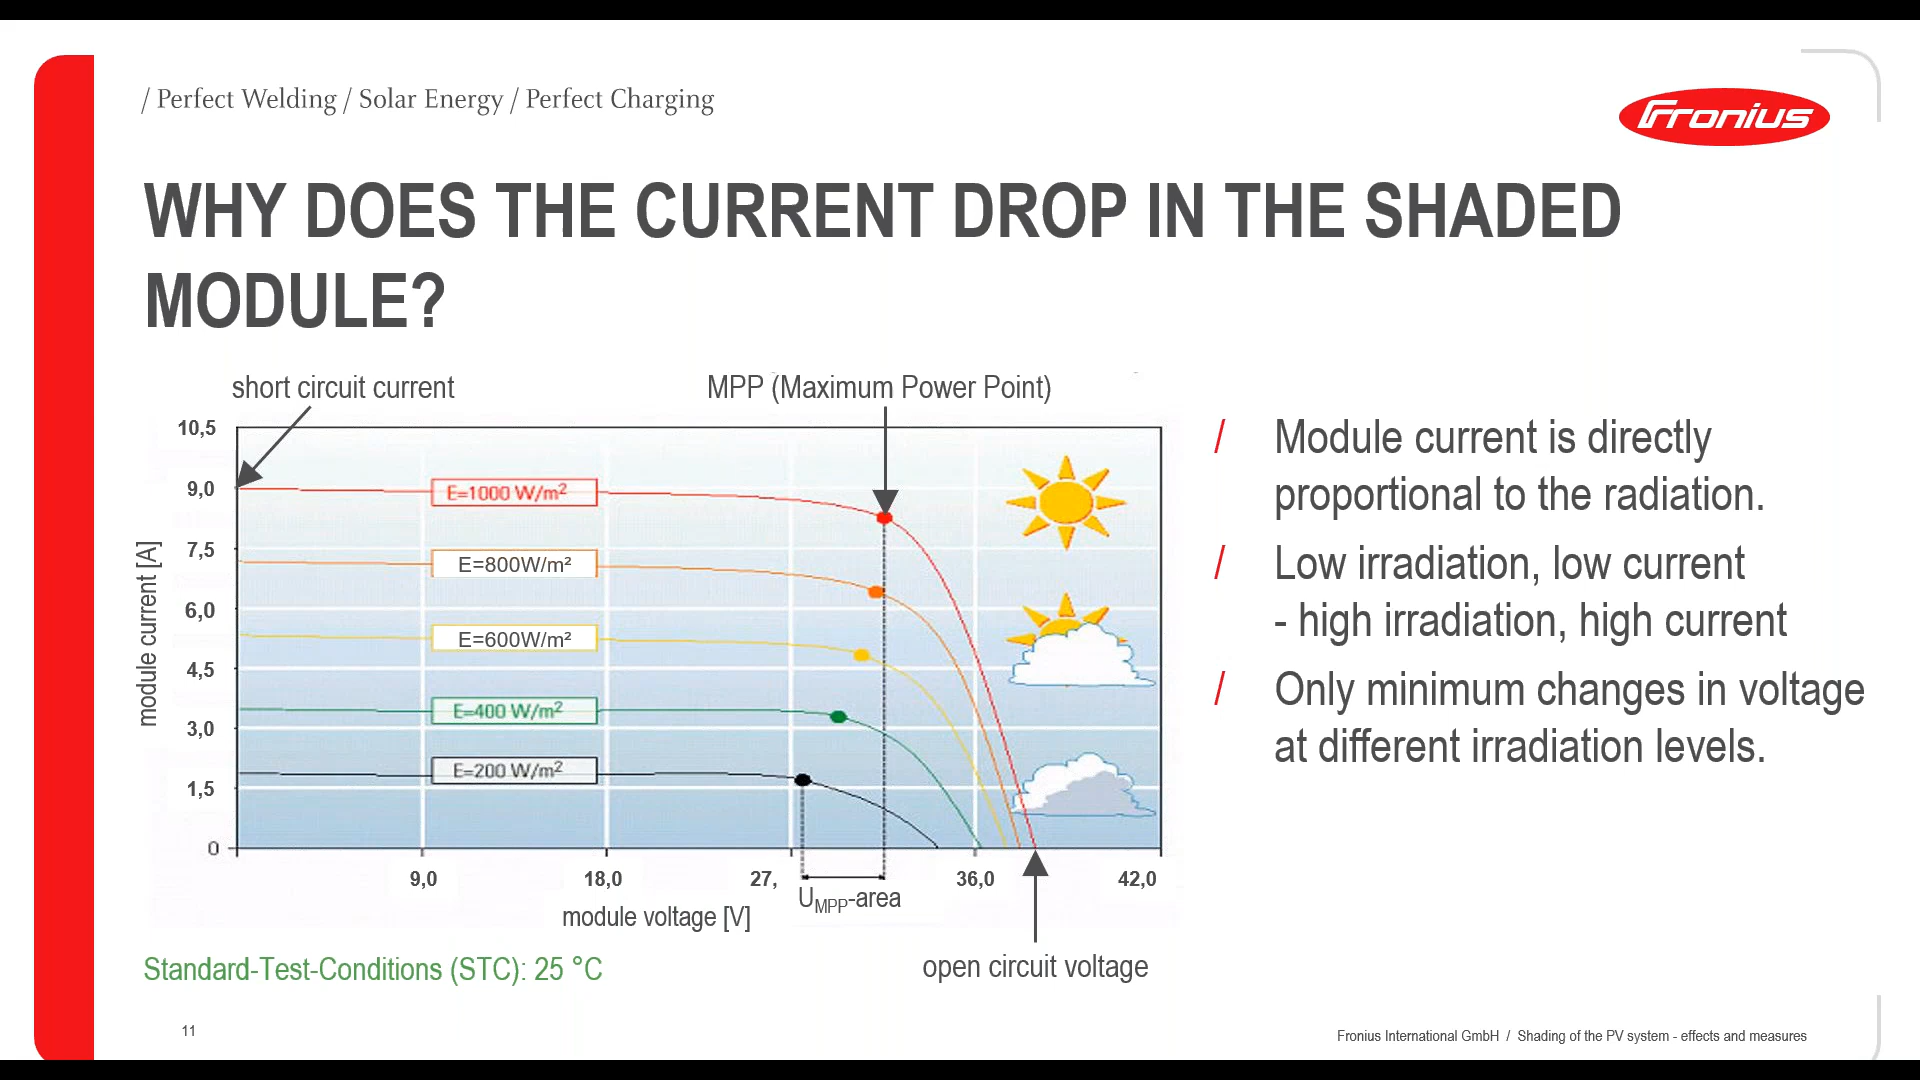 / Perfect Welding / Solar Energy / Perfect Charging
Fronius
WHY DOES THE CURRENT DROP IN THE SHADED
MODULE?
short circuit current
MPP (Maximum Power Point)
10,5
9,0
7,5
6,0
4,5
3,0
1,5
0
module current [A]
E=1000 W/m²
E=800W/m²
E=600W/m²
E=400 W/m²
E=200 W/m²
9,0
18,0
27,
36,0
42,0
UMPP-area
module voltage [V]
open circuit voltage
Standard-Test-Conditions (STC): 25 °C
/ Module current is directly
proportional to the radiation.
/ Low irradiation, low current
- high irradiation, high current
/ Only minimum changes in voltage
at different irradiation levels.
11
Fronius International GmbH / Shading of the PV system - effects and measures